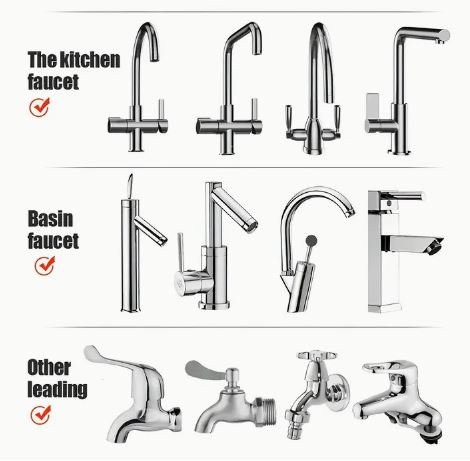 The kitchen
faucet
Basin
faucet
Other
leading